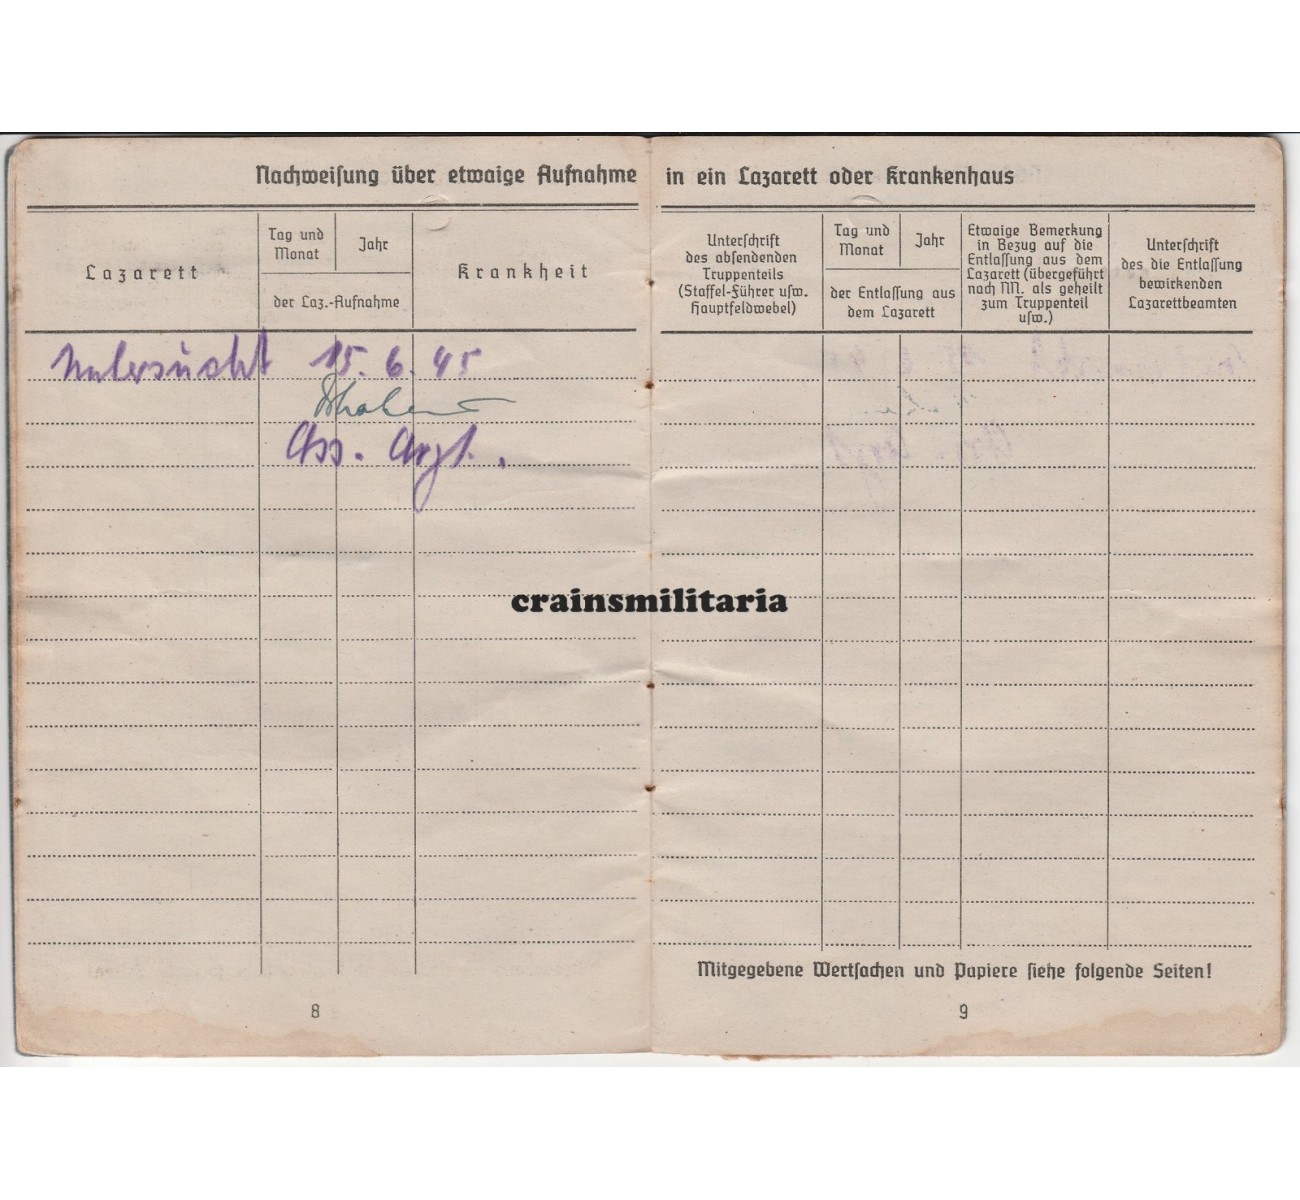 Nachweisung über etwaige Aufnahme in ein Lazarett oder Krankenhaus
Lazarett
Tag und
Monat
Jahr
der Laz.-Aufnahme
Krankheit
Unterschrift
des absendenden
Truppenteils
(Staffel-Führer usw.
Hauptfeldwebel)
Tag und
Monat
Jahr
der Entlassung aus
dem Lazarett
Etwaige Bemerkung
in Bezug auf die
Entlassung aus dem
Lazarett (übergeführt
nach NN. als geheilt
zum Truppenteil
usw.)
Unterschrift
des die Entlassung
bewirkenden
Lazarettbeamten
Untersucht 15. 6. 45
Ass. Arzt.
crainsmilitaria
Mitgegebene Wertsachen und Papiere siehe folgende Seiten!
8
9